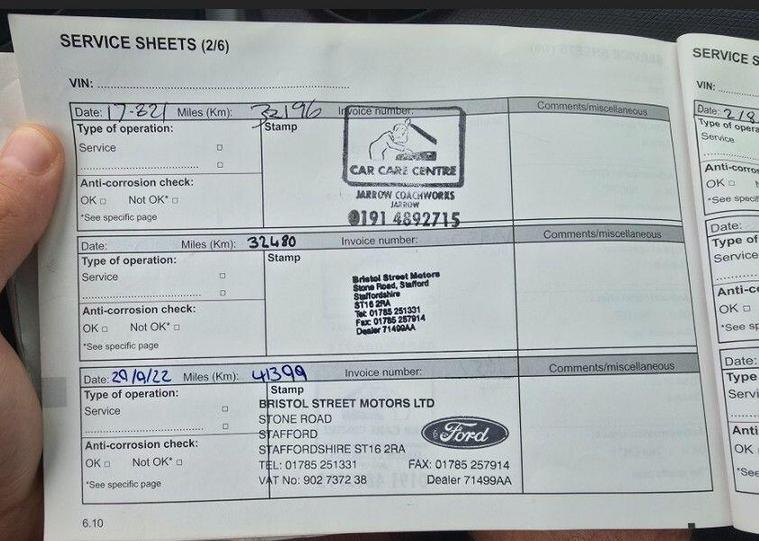 SERVICE SHEETS (2/6)
VIN: ..........
Date: 17-321 Miles (Km): 32196 Invoice number:
Comments/miscellaneous
Type of operation:
Stamp
Service
CAR CARE CENTRE
JARROW COACHWORKS
JARROW
0191 4892715
Anti-corrosion check:
OK Not OK*
*See specific page
Date: Miles (Km): 32480 Invoice number:
Comments/miscellaneous
Type of operation:
Stamp
Service
Bristol Street Motors
Stone Road, Stafford
Staffordshire
ST16 2RA
Tel: 01785 251331
Fax: 01785 257914
Dealer 71499AA
Anti-corrosion check:
OK Not OK*
*See specific page
Date: 29/9/22 Miles (Km): 41399 Invoice number:
Comments/miscellaneous
Type of operation:
Stamp
Service
BRISTOL STREET MOTORS LTD
STONE ROAD
STAFFORD
STAFFORDSHIRE ST16 2RA
TEL: 01785 251331 FAX: 01785 257914
VAT No: 902 7372 38 Dealer 71499AA
Ford
Anti-corrosion check:
OK Not OK*
*See specific page
6.10
SERVICE S
VIN: .....
Date: 2/8
Type of opera
Service
Anti-corros
OK
*See specif
Date:
Type of
Service
Anti-c
OK
*See sp
Date:
Type
Servi
Anti
OK
*See